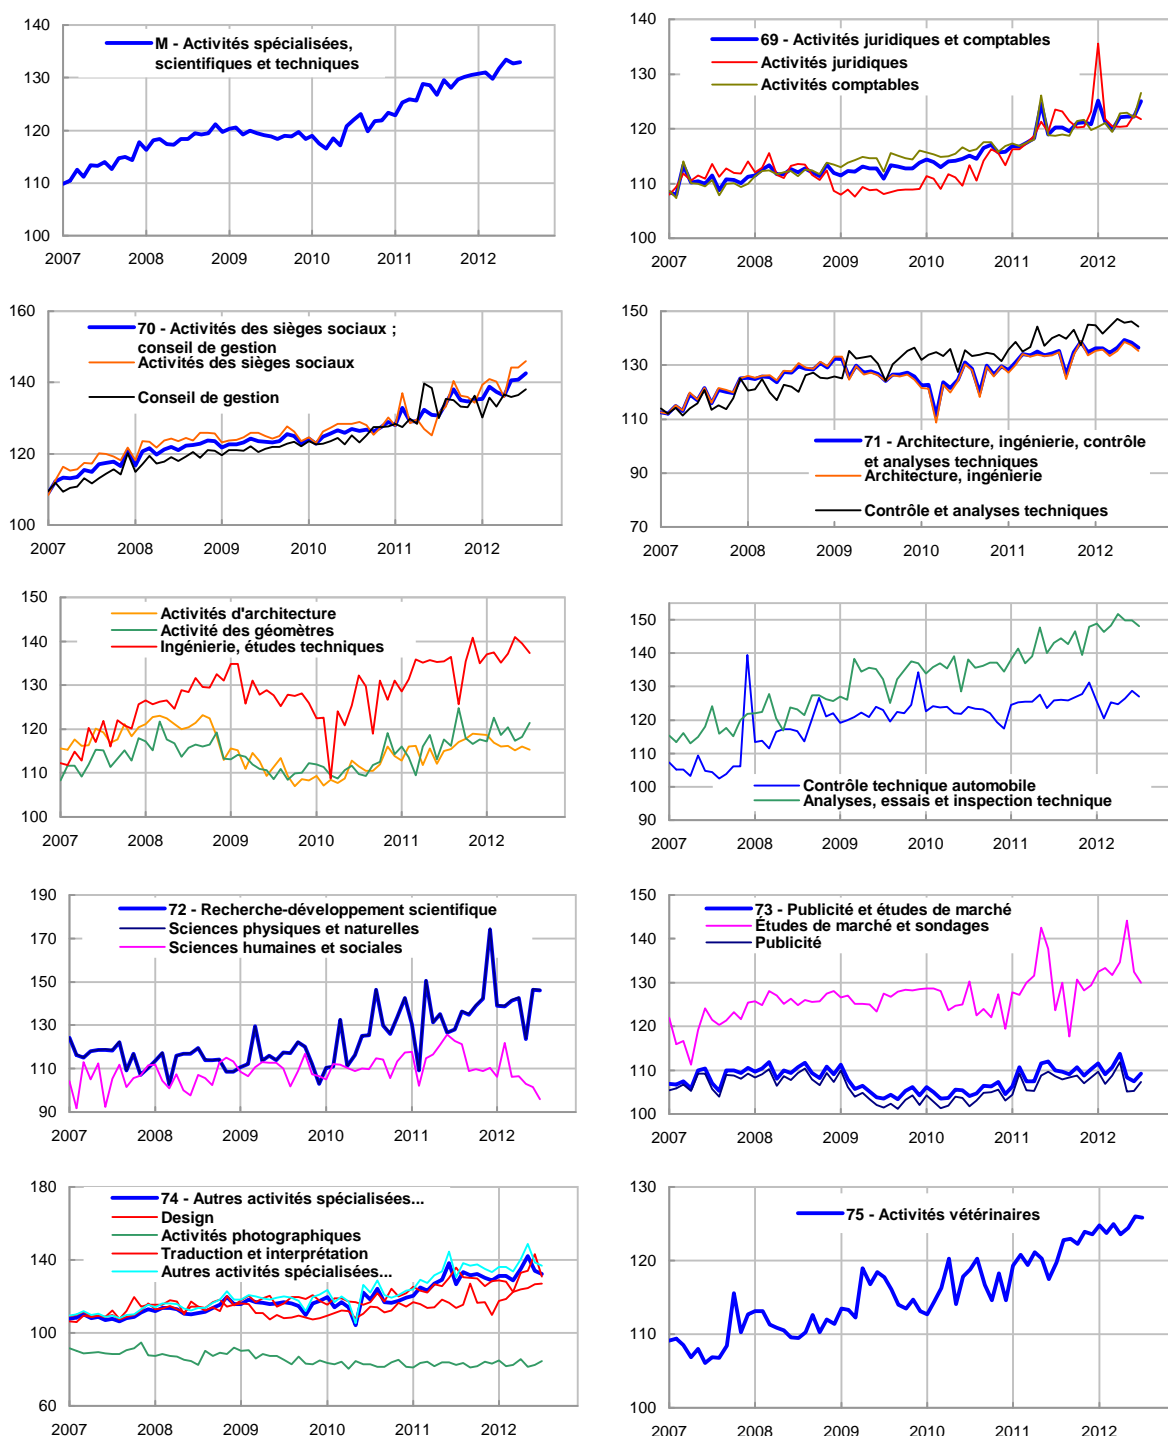 140
M - Activités spécialisées,
scientifiques et techniques
130
120
110
100
2007 2008 2009 2010 2011 2012
140
69 - Activités juridiques et comptables
Activités juridiques
130
Activités comptables
120
110
100
2007 2008 2009 2010 2011 2012
160
70 - Activités des sièges sociaux ;
conseil de gestion
Activités des sièges sociaux
140
Conseil de gestion
120
100
2007 2008 2009 2010 2011 2012
150
130
110
71 - Architecture, ingénierie, contrôle
et analyses techniques
90
Architecture, ingénierie
Contrôle et analyses techniques
70
2007 2008 2009 2010 2011 2012
150
Activités d'architecture
Activité des géomètres
140
Ingénierie, études techniques
130
120
110
100
2007 2008 2009 2010 2011 2012
150
140
130
120
110
100
Contrôle technique automobile
Analyses, essais et inspection technique
90
2007 2008 2009 2010 2011 2012
190
72 - Recherche-développement scientifique
Sciences physiques et naturelles
170
Sciences humaines et sociales
150
130
110
90
2007 2008 2009 2010 2011 2012
150
73 - Publicité et études de marché
Études de marché et sondages
140
Publicité
130
120
110
100
2007 2008 2009 2010 2011 2012
180
74 - Autres activités spécialisées...
Design
Activités photographiques
140
Traduction et interprétation
Autres activités spécialisées...
100
60
2007 2008 2009 2010 2011 2012
130
75 - Activités vétérinaires
120
110
100
2007 2008 2009 2010 2011 2012